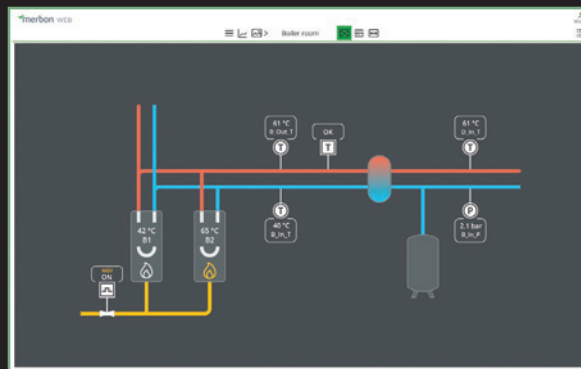 merbon WEB
Boiler room
61 °C
B_Out_T
T
OK
T
61 °C
D_In_T
T
42 °C
B1
65 °C
B2
T
40 °C
B_In_T
P
2,1 bar
B_In_P
ON